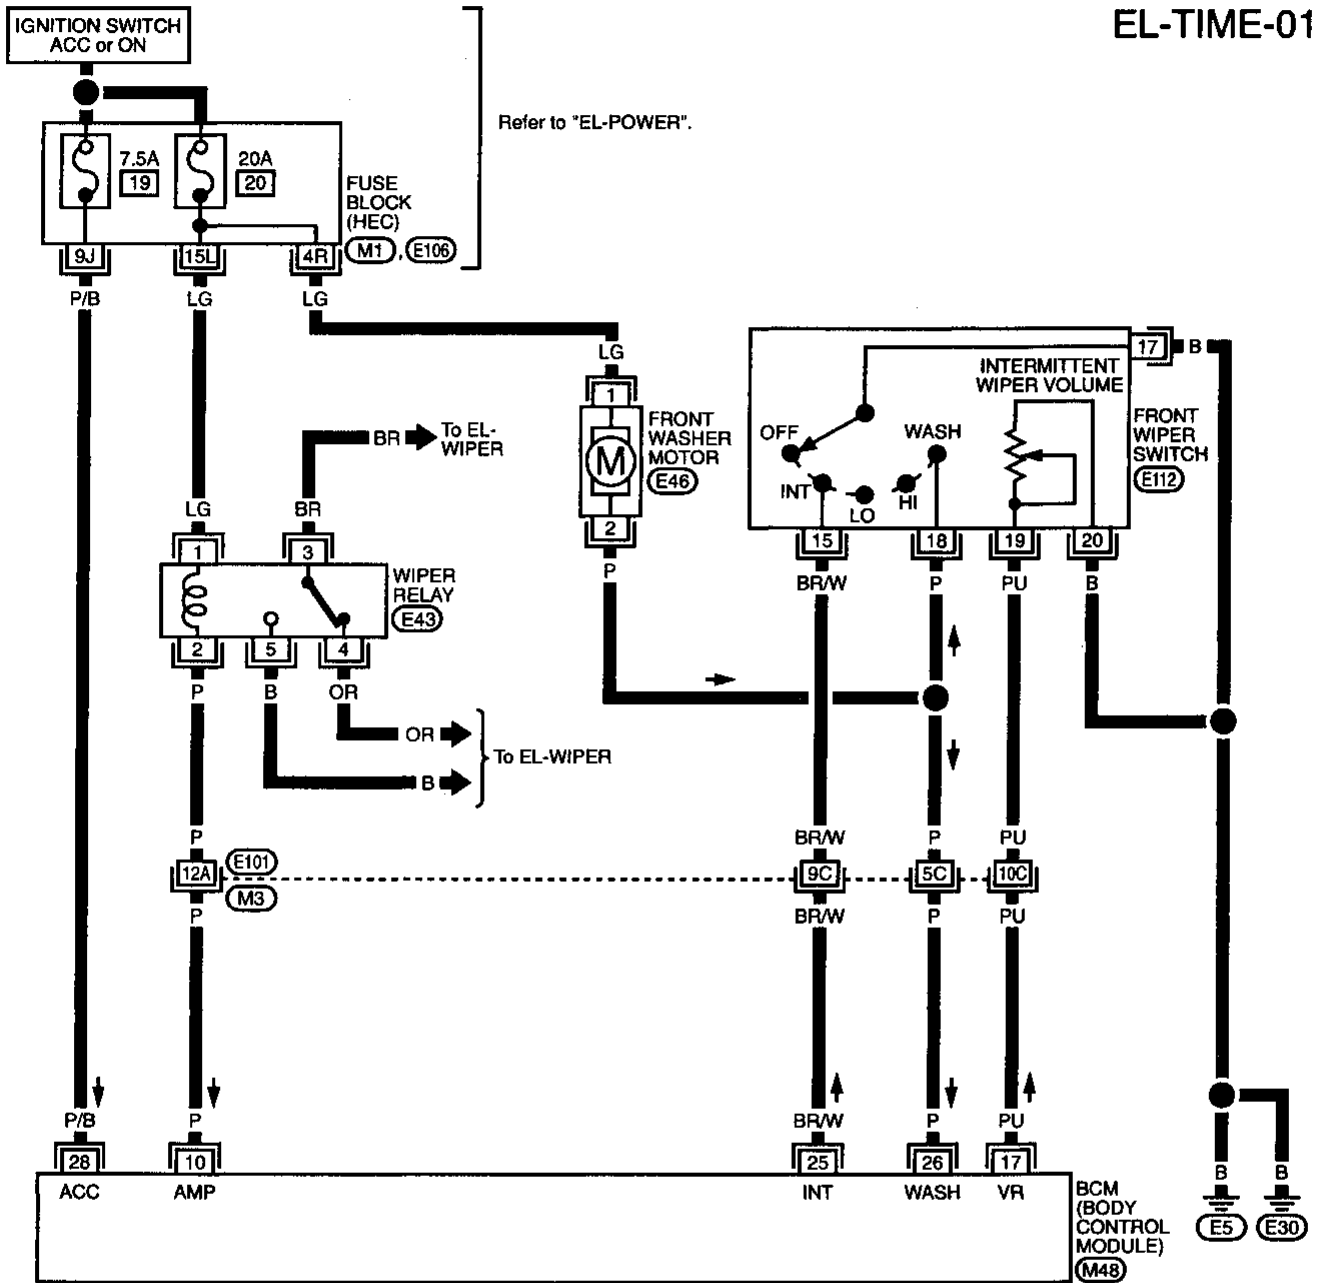 EL-TIME-01
IGNITION SWITCH
ACC or ON
Refer to "EL-POWER".
7.5A
19
20A
20
FUSE
BLOCK
(HEC)
M1 , E106
9J
15L
4R
P/B
LG
LG
LG
1
FRONT
WASHER
MOTOR
E46
M
2
P
17
B
INTERMITTENT
WIPER VOLUME
OFF
WASH
INT
LO
HI
FRONT
WIPER
SWITCH
E112
15
18
19
20
BR/W
P
PU
B
BR
To EL-
WIPER
LG
BR
1
3
WIPER
RELAY
E43
2
5
4
P
B
OR
OR
B
To EL-WIPER
P
BR/W
P
PU
12A
E101
M3
9C
5C
10C
P
BR/W
P
PU
P/B
P
BR/W
P
PU
28
10
25
26
17
ACC
AMP
INT
WASH
VR
BCM
(BODY
CONTROL
MODULE)
M48
B
B
E5
E30